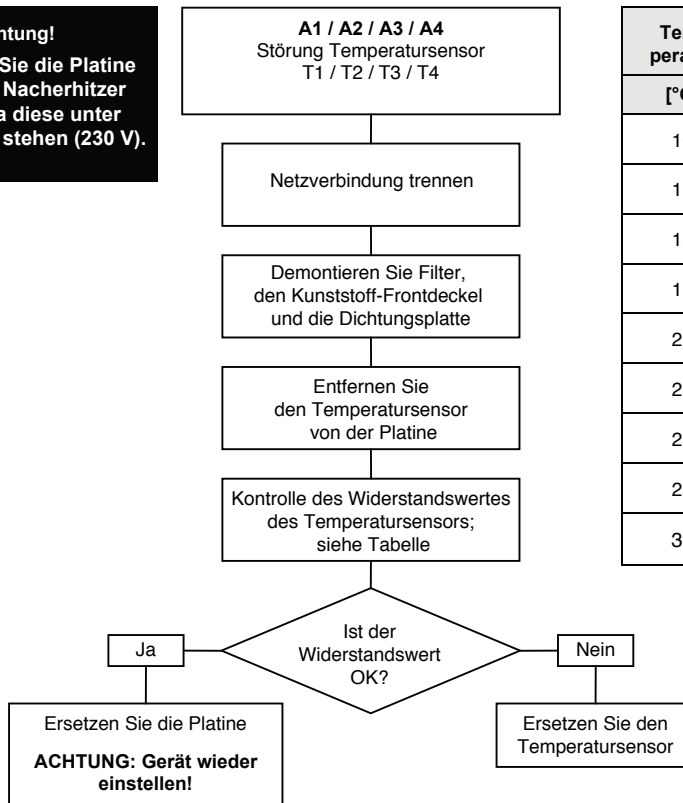 Sie die Platine
Nacherhitzer
diese unter
stehen (230 V).
A1 / A2 / A3 / A4
Störung Temperatursensor
T1 / T2 / T3 / T4
Netzverbindung trennen
Demontieren Sie Filter,
den Kunststoff-Frontdeckel
und die Dichtungsplatte
Entfernen Sie
den Temperatursensor
von der Platine
Kontrolle des Widerstandswertes
des Temperatursensors;
siehe Tabelle
Ist der
Widerstandswert
OK?
Ja
Nein
Ersetzen Sie die Platine
ACHTUNG: Gerät wieder
einstellen!
Ersetzen Sie den
Temperatursensor
1
1
1
1
2
2
2
2
3